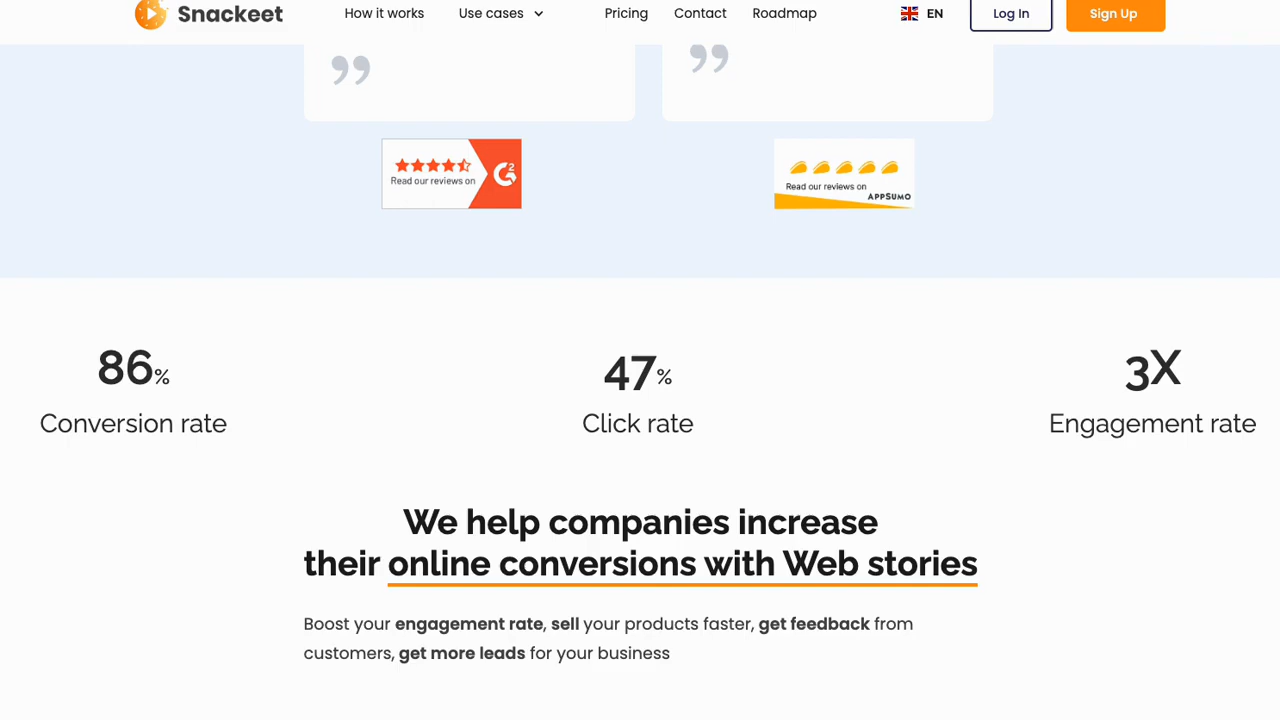 Snackeet How it works Use cases Pricing Contact Roadmap EN Log In Sign Up
Read our reviews on G2
Read our reviews on
APPSUMO
86% 47% 3X
Conversion rate Click rate Engagement rate
We help companies increase
their online conversions with Web stories
Boost your engagement rate, sell your products faster, get feedback from
customers, get more leads for your business